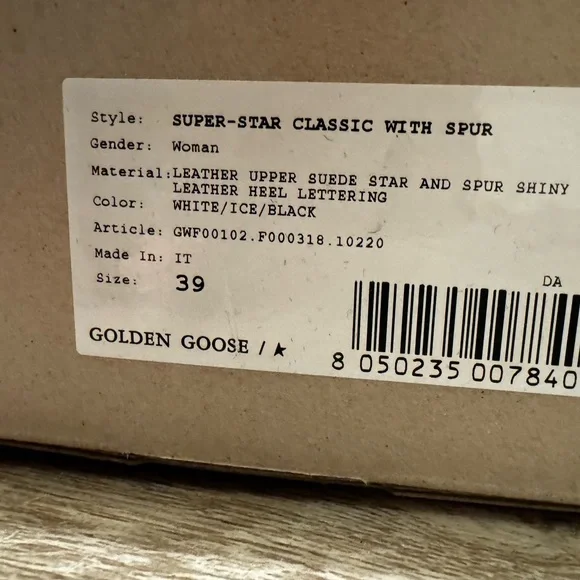 Style: SUPER-STAR CLASSIC WITH SPUR
Gender: Woman
Material:LEATHER UPPER SUEDE STAR AND SPUR SHINY
LEATHER HEEL LETTERING
Color: WHITE/ICE/BLACK
Article: GWF00102.F000318.10220
Made In: IT
Size: 39
DA
GOLDEN GOOSE /
8 050235 007840